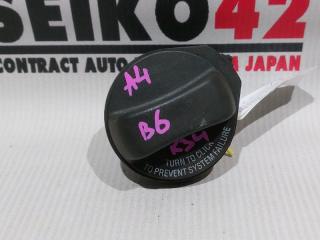 SEIKO42
CONTRACT AUTO
JAPAN
A4
B6
TURN TO CLICK
TO PREVENT SYSTEM FAILURE